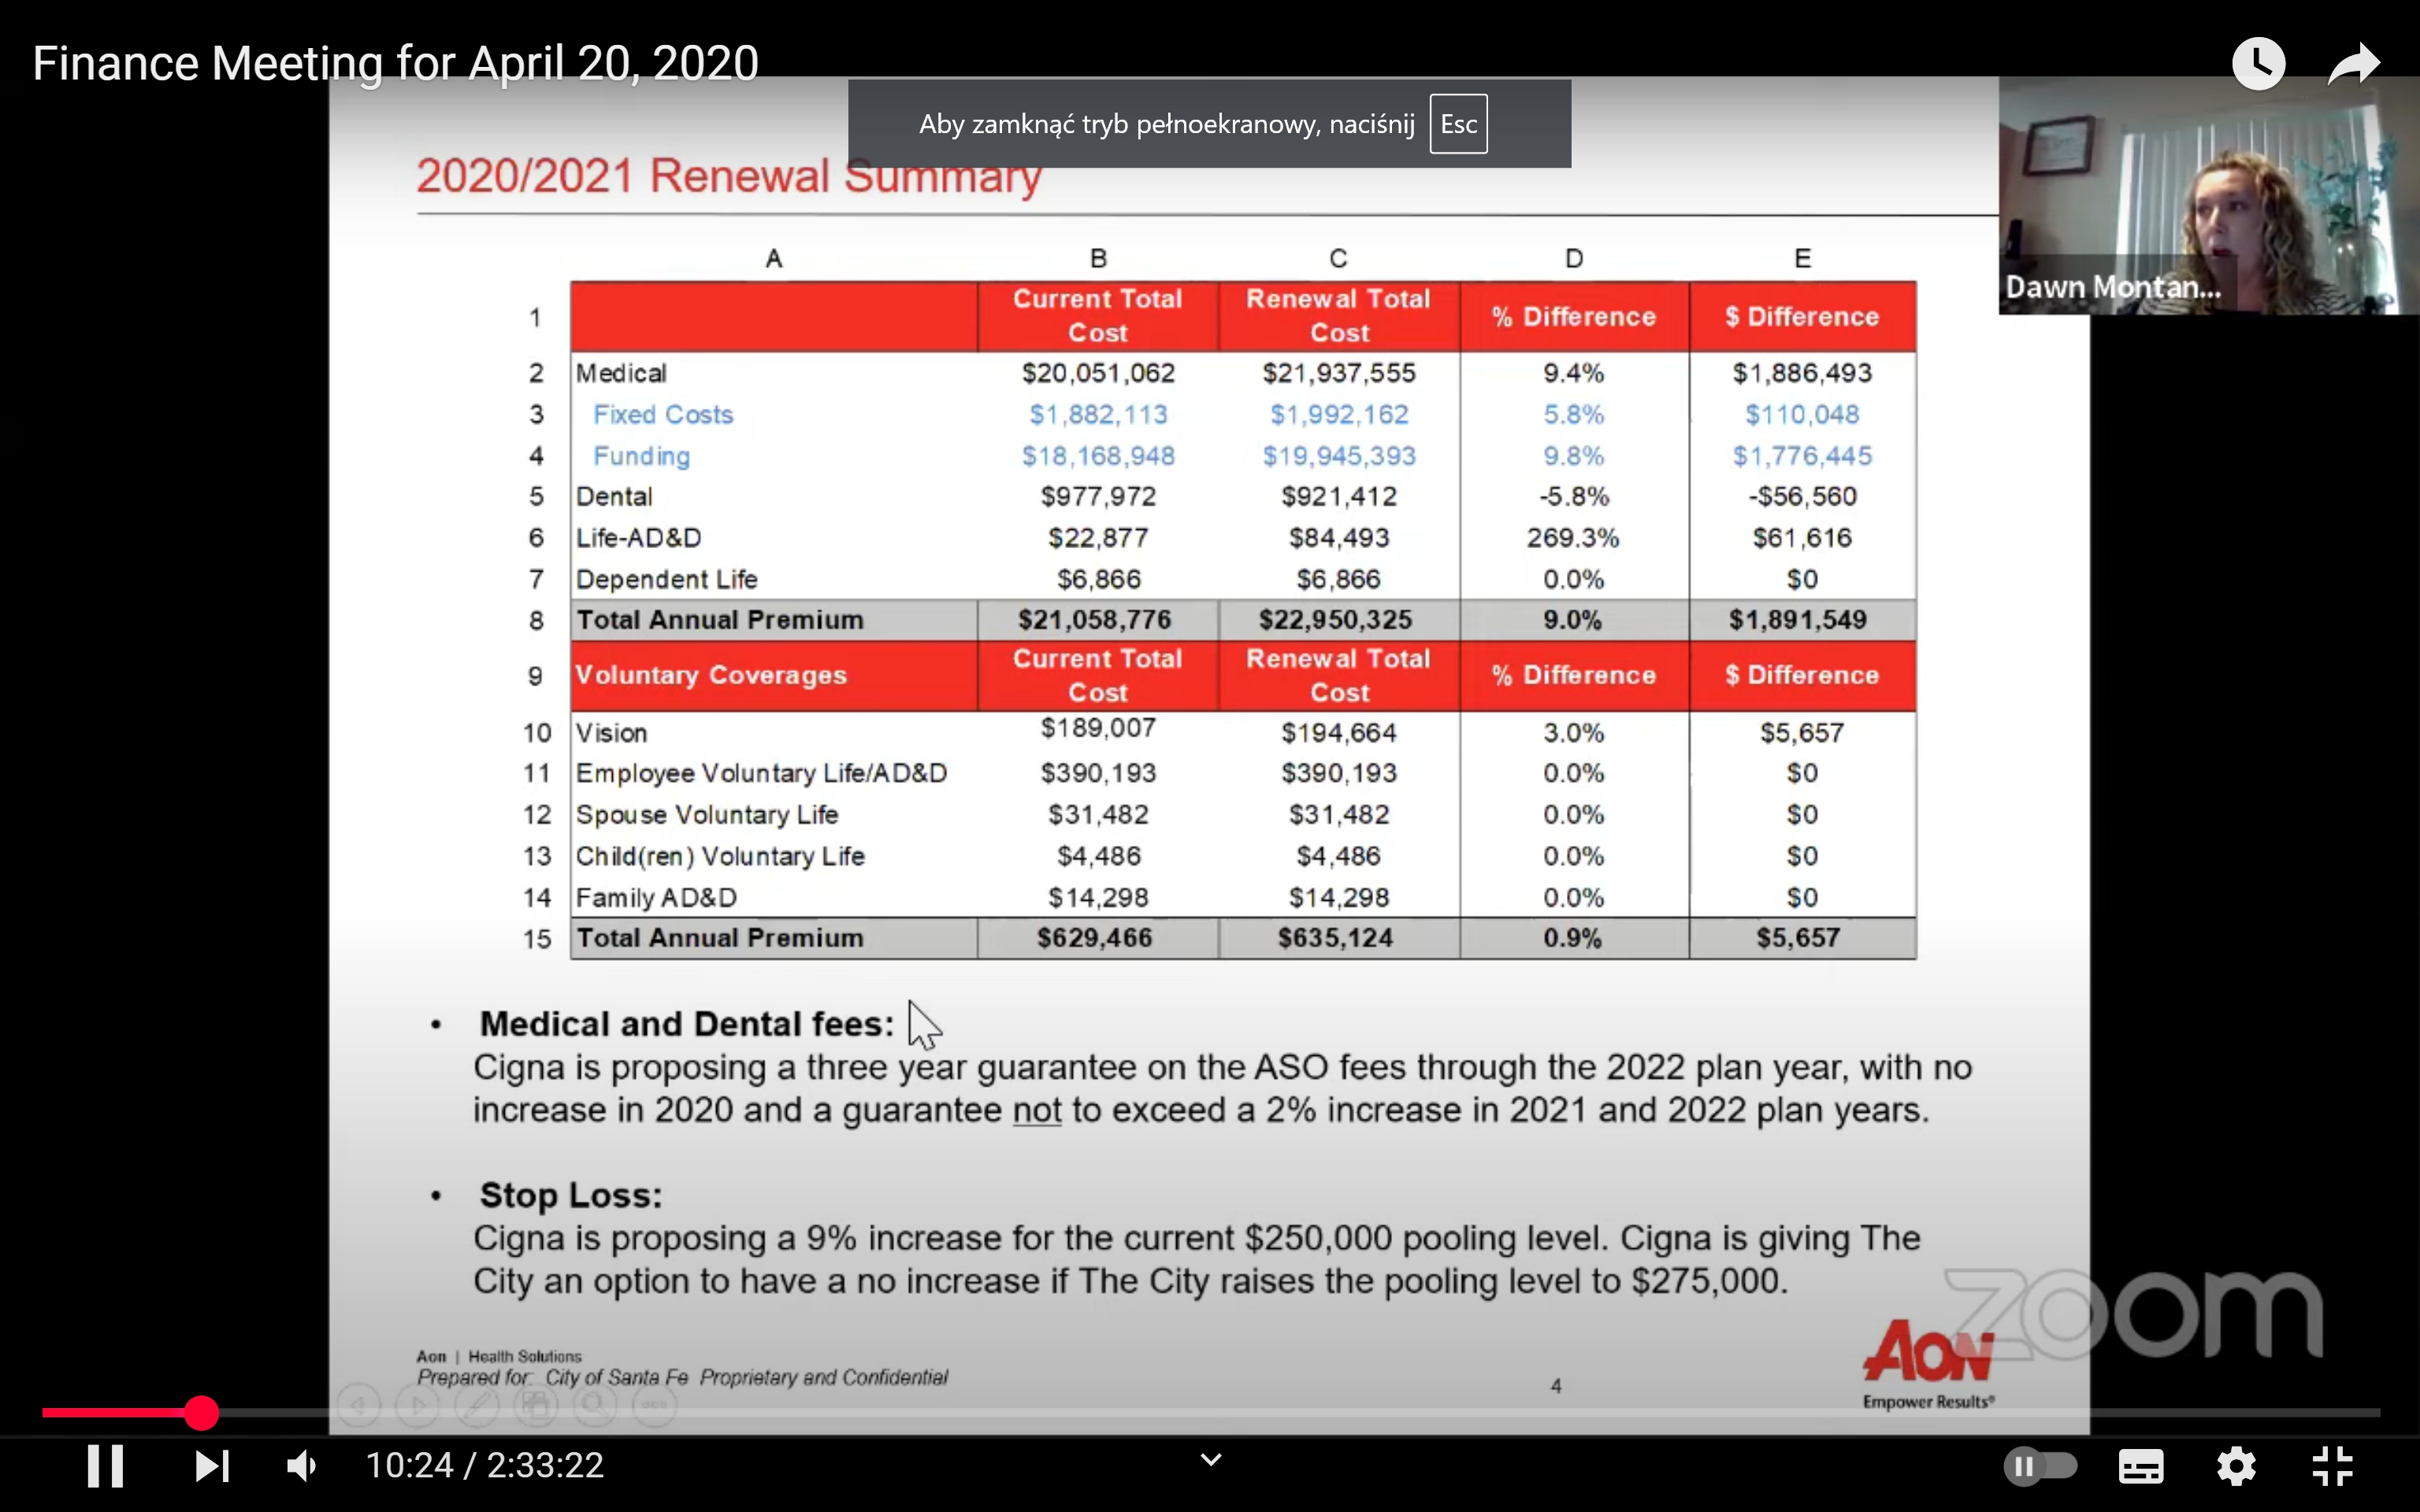 Finance Meeting for April 20, 2020
Aby zamknąć tryb pełnoekranowy, naciśnij Esc
2020/2021 Renewal Summary
Dawn Montan...
A B C D E
1 Current Total Cost Renewal Total Cost % Difference $ Difference
2 Medical $20,051,062 $21,937,555 9.4% $1,886,493
3 Fixed Costs $1,882,113 $1,992,162 5.8% $110,048
4 Funding $18,168,948 $19,945,393 9.8% $1,776,445
5 Dental $977,972 $921,412 -5.8% -$56,560
6 Life-AD&D $22,877 $84,493 269.3% $61,616
7 Dependent Life $6,866 $6,866 0.0% $0
8 Total Annual Premium $21,058,776 $22,950,325 9.0% $1,891,549
9 Voluntary Coverages Current Total Cost Renewal Total Cost % Difference $ Difference
10 Vision $189,007 $194,664 3.0% $5,657
11 Employee Voluntary Life/AD&D $390,193 $390,193 0.0% $0
12 Spouse Voluntary Life $31,482 $31,482 0.0% $0
13 Child(ren) Voluntary Life $4,486 $4,486 0.0% $0
14 Family AD&D $14,298 $14,298 0.0% $0
15 Total Annual Premium $629,466 $635,124 0.9% $5,657
• Medical and Dental fees:
Cigna is proposing a three year guarantee on the ASO fees through the 2022 plan year, with no
increase in 2020 and a guarantee not to exceed a 2% increase in 2021 and 2022 plan years.
• Stop Loss:
Cigna is proposing a 9% increase for the current $250,000 pooling level. Cigna is giving The
City an option to have a no increase if The City raises the pooling level to $275,000.
zoom
Aon | Health Solutions
Prepared for: City of Santa Fe Proprietary and Confidential
4
AON
Empower Results®
10:24 / 2:33:22